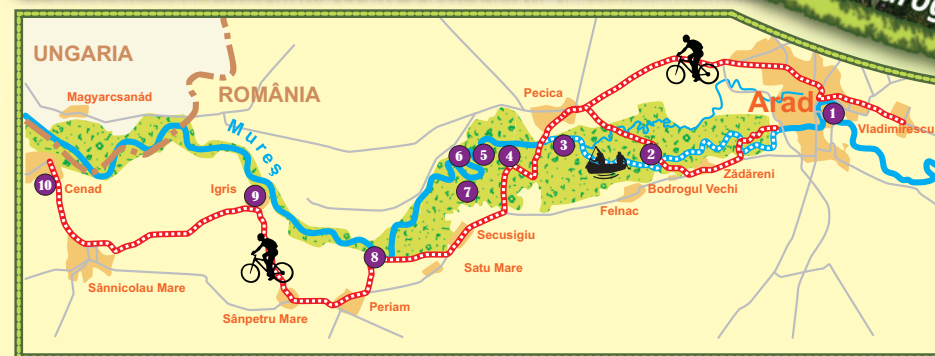 UNGARIA
ROMÂNIA
Magyarcsanád
Mureș
Pecica
Arad
1
Vladimirescu
6
5
4
3
2
7
Zădăreni
Bodrogul Vechi
Felnac
10
Cenad
Igris
9
Secusigiu
8
Satu Mare
Sânnicolau Mare
Sânpetru Mare
Periam